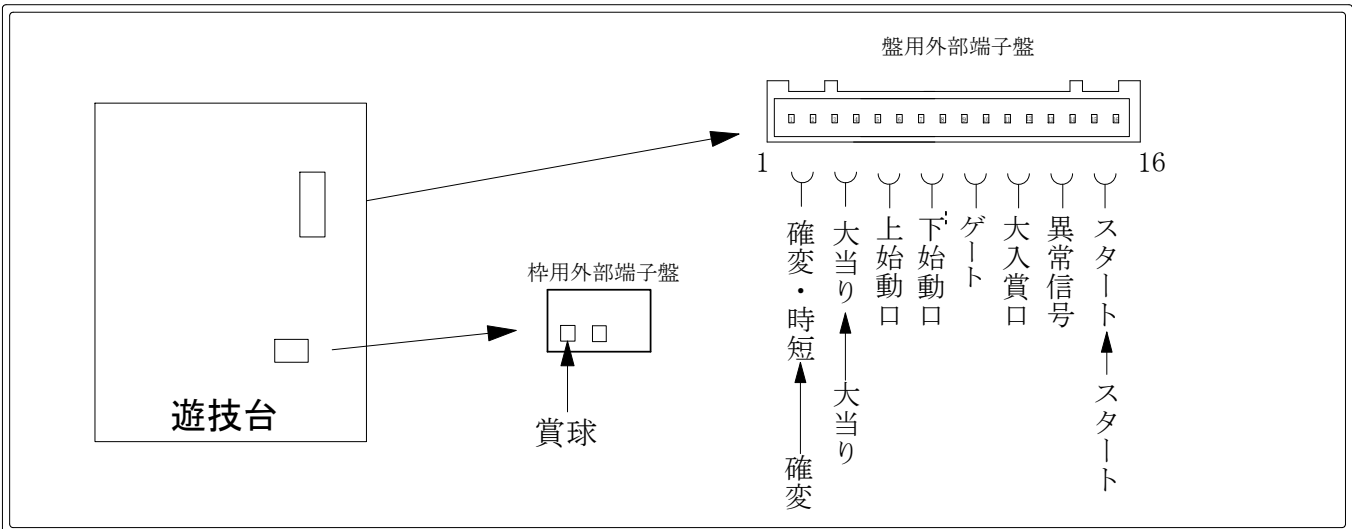 盤用外部端子盤
1
16
確変・時短
大当り
上始動口
下始動口
ゲート
大入賞口
異常信号
スタート
枠用外部端子盤
遊技台
賞球
確変
大当り
スタート